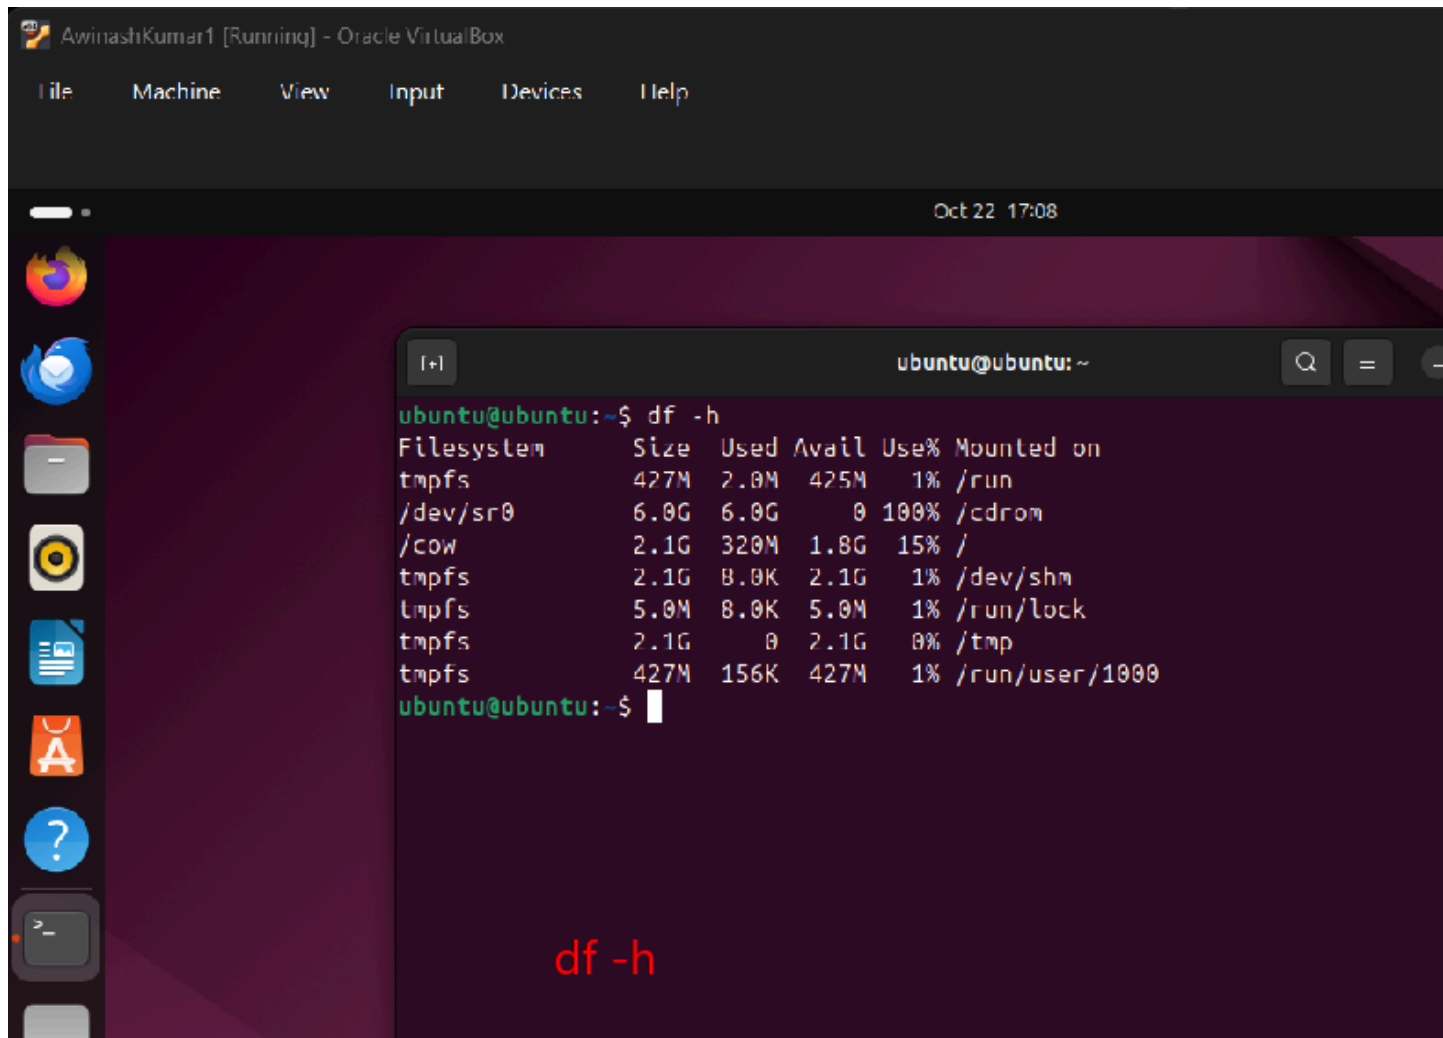 AwinashKumar1 [Running] - Oracle VirtualBox
File Machine View Input Devices Help
Oct 22 17:08
ubuntu@ubuntu: ~
ubuntu@ubuntu:~$ df -h
Filesystem Size Used Avail Use% Mounted on
tmpfs 427M 2.0M 425M 1% /run
/dev/sr0 6.0G 6.0G 0 100% /cdrom
/cow 2.1G 320M 1.8G 15% /
tmpfs 2.1G 8.0K 2.1G 1% /dev/shm
tmpfs 5.0M 8.0K 5.0M 1% /run/lock
tmpfs 2.1G 0 2.1G 0% /tmp
tmpfs 427M 156K 427M 1% /run/user/1000
ubuntu@ubuntu:~$
df -h